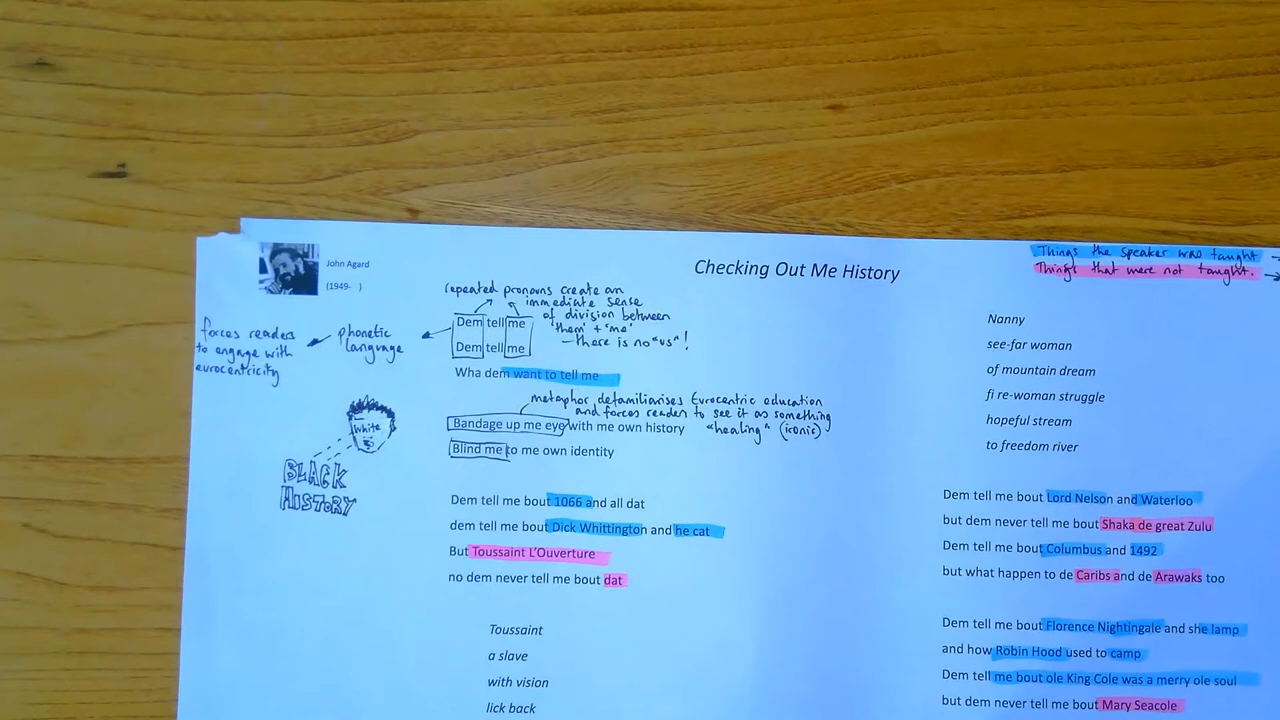 John Agard
(1949-   )
Checking Out Me History
Things the speaker was taught →
Things that were not taught. →
repeated pronouns create an
immediate sense
of division between
"them" + "me"
– there is no "us"!
forces readers
to engage with
eurocentricity
phonetic
language
Dem tell me
Dem tell me
Wha dem want to tell me
metaphor defamiliarises Eurocentric education
and forces readers to see it as something
"healing" (iconic)
Bandage up me eye with me own history
Blind me to me own identity
White
BLACK
HISTORY
Dem tell me bout 1066 and all dat
dem tell me bout Dick Whittington and he cat
But Toussaint L'Ouverture
no dem never tell me bout dat
Toussaint
a slave
with vision
lick back
Nanny
see-far woman
of mountain dream
fi re-woman struggle
hopeful stream
to freedom river
Dem tell me bout Lord Nelson and Waterloo
but dem never tell me bout Shaka de great Zulu
Dem tell me bout Columbus and 1492
but what happen to de Caribs and de Arawaks too
Dem tell me bout Florence Nightingale and she lamp
and how Robin Hood used to camp
Dem tell me bout ole King Cole was a merry ole soul
but dem never tell me bout Mary Seacole